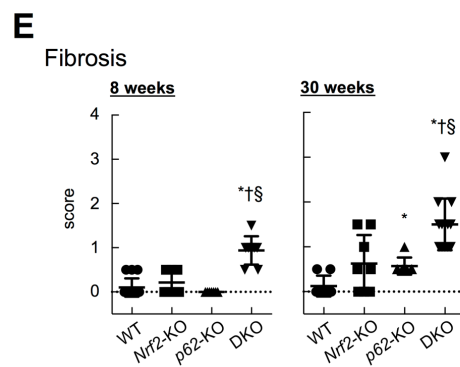 E
Fibrosis
8 weeks
30 weeks
score
4
3
2
1
0
*†§
*
*†§
WT
Nrf2-KO
p62-KO
DKO
WT
Nrf2-KO
p62-KO
DKO